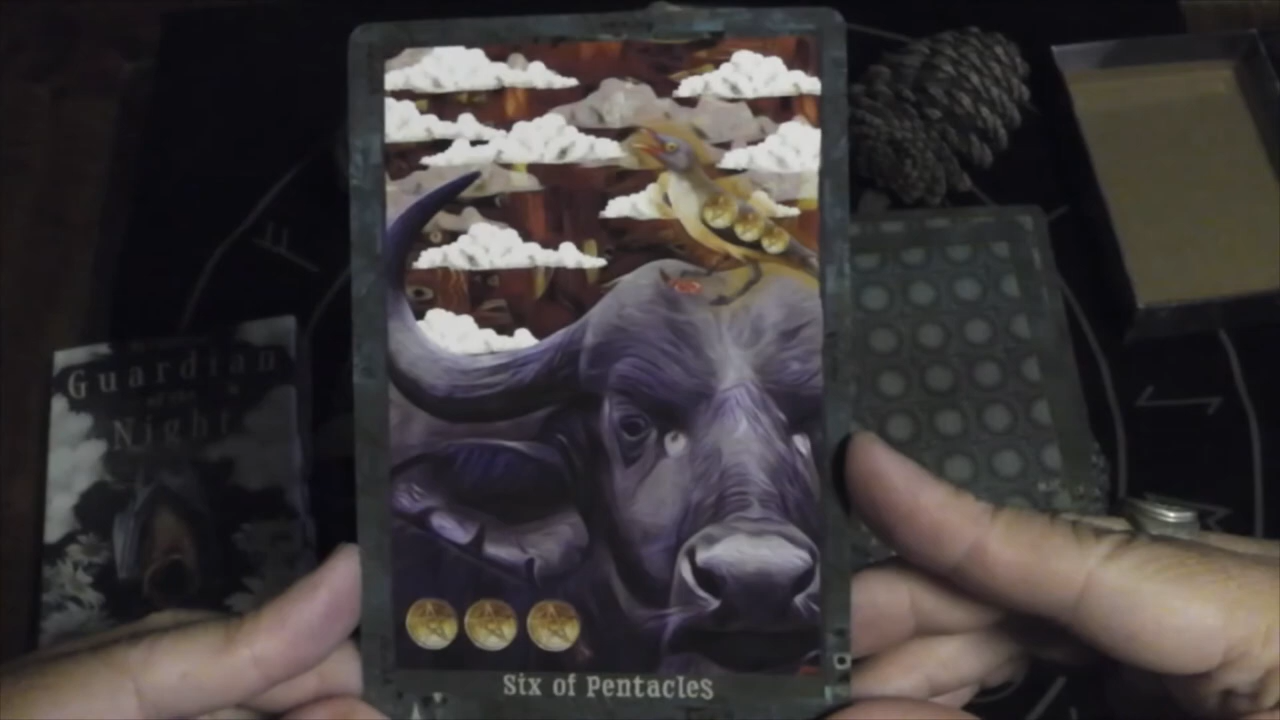 Guardian
of the
Night
Six of Pentacles